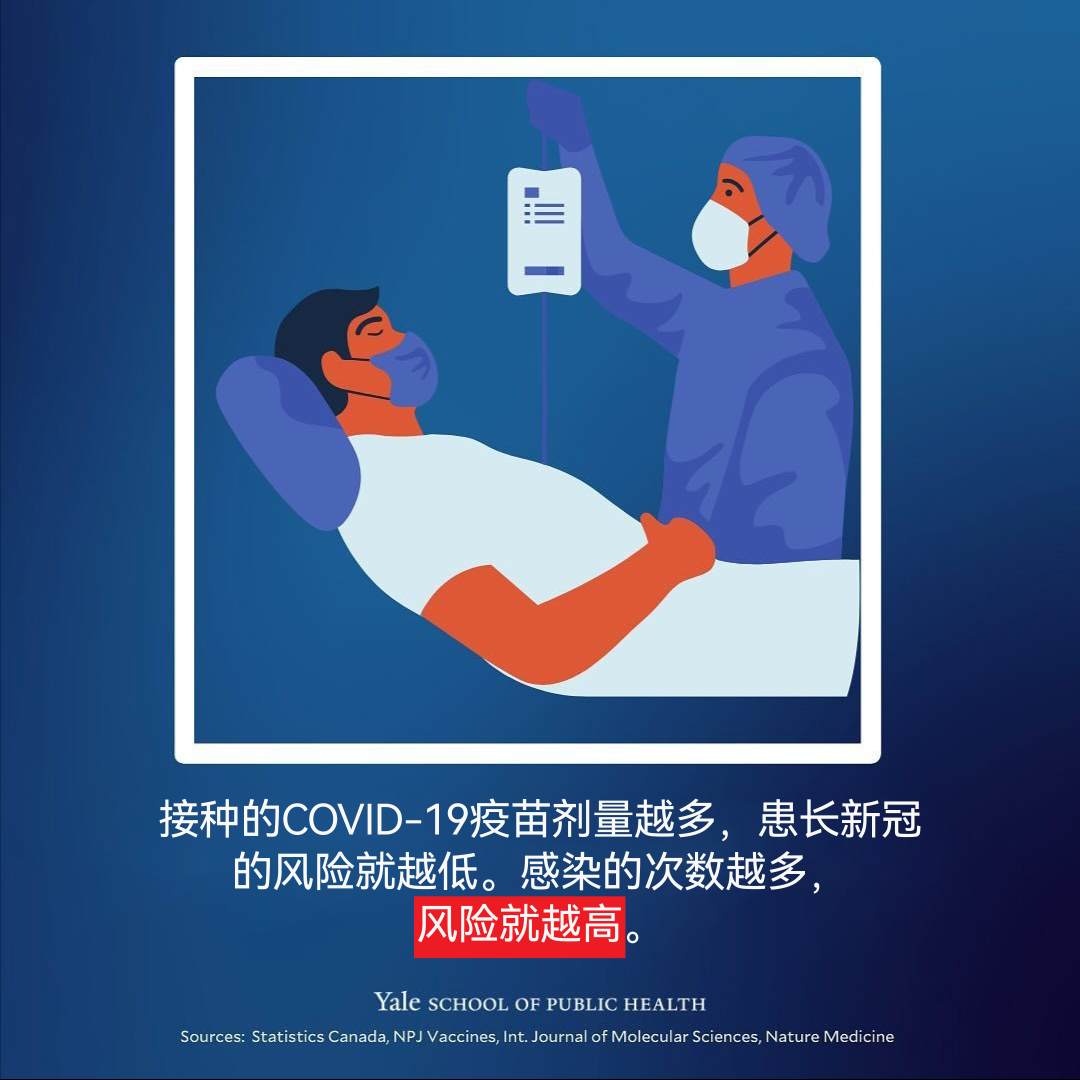 接种的COVID-19疫苗剂量越多，患长新冠
的风险就越低。感染的次数越多，
风险就越高。
Yale SCHOOL OF PUBLIC HEALTH
Sources: Statistics Canada, NPJ Vaccines, Int. Journal of Molecular Sciences, Nature Medicine